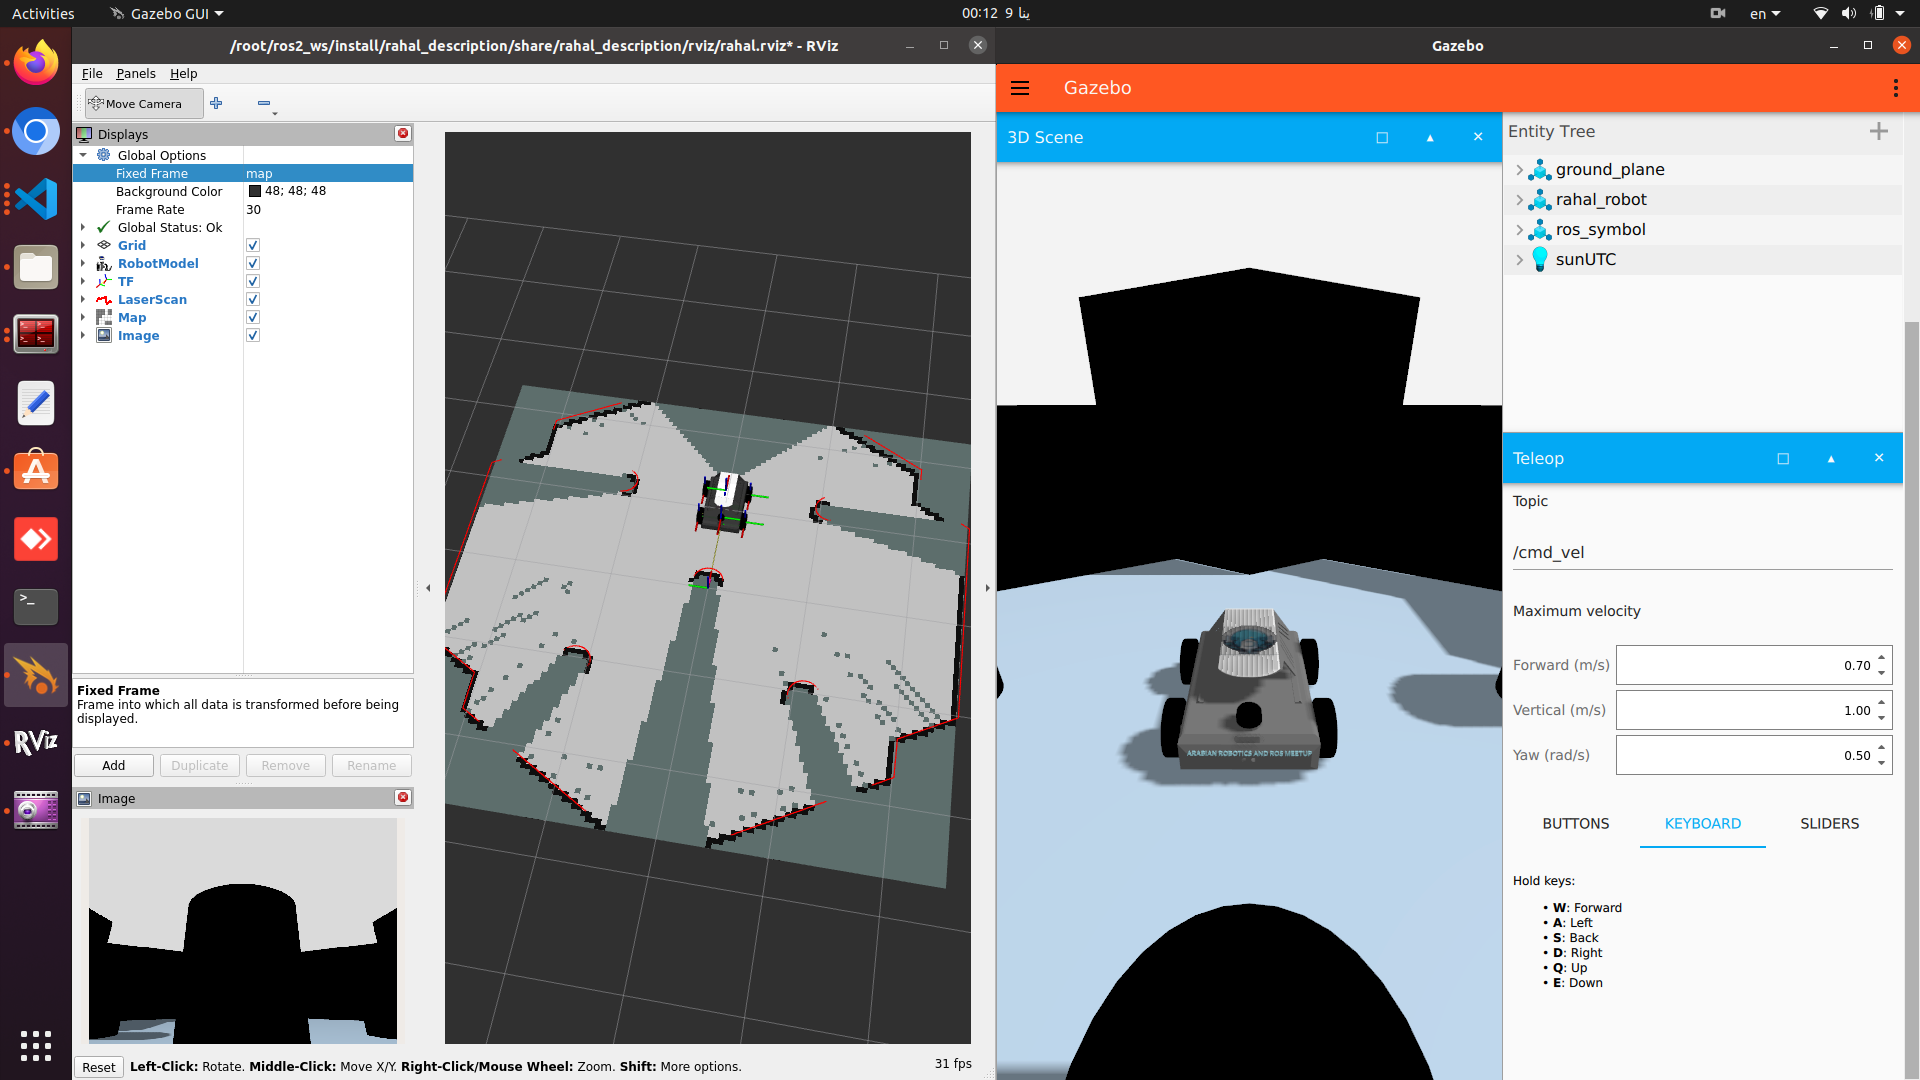 Activities
Gazebo GUI
00:12 9 ينا
en
/root/ros2_ws/install/rahal_description/share/rahal_description/rviz/rahal.rviz* - RViz
File Panels Help
Move Camera
Displays
Global Options
Fixed Frame map
Background Color 48; 48; 48
Frame Rate 30
Global Status: Ok
Grid
RobotModel
TF
LaserScan
Map
Image
Fixed Frame
Frame into which all data is transformed before being
displayed.
Add Duplicate Remove Rename
Image
Reset Left-Click: Rotate. Middle-Click: Move X/Y. Right-Click/Mouse Wheel: Zoom. Shift: More options.
31 fps
RViz
Gazebo
Gazebo
3D Scene
ARABIAN ROBOTICS AND ROS MEETUP
Entity Tree
ground_plane
rahal_robot
ros_symbol
sunUTC
Teleop
Topic
/cmd_vel
Maximum velocity
Forward (m/s) 0.70
Vertical (m/s) 1.00
Yaw (rad/s) 0.50
BUTTONS KEYBOARD SLIDERS
Hold keys:
• W: Forward
• A: Left
• S: Back
• D: Right
• Q: Up
• E: Down